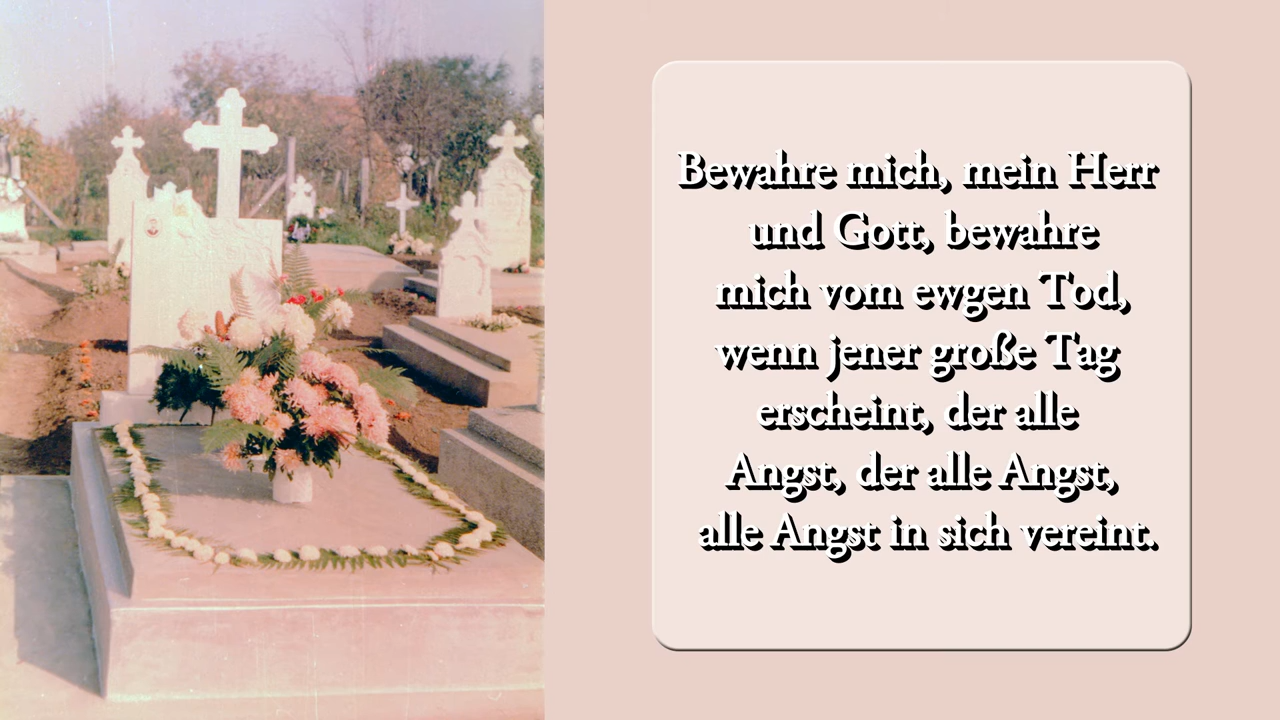 Bewahre mich, mein Herr
und Gott, bewahre
mich vom ewgen Tod,
wenn jener große Tag
erscheint, der alle
Angst, der alle Angst,
alle Angst in sich vereint.